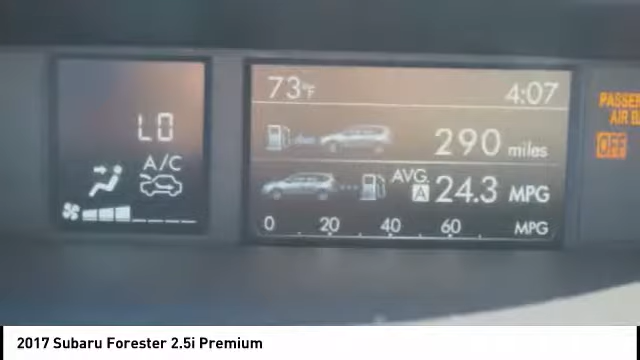 73°F 4:07
LO
290 miles
A/C
AVG. A 24.3 MPG
0 20 40 60 MPG
PASSE
AIR B
OFF
2017 Subaru Forester 2.5i Premium